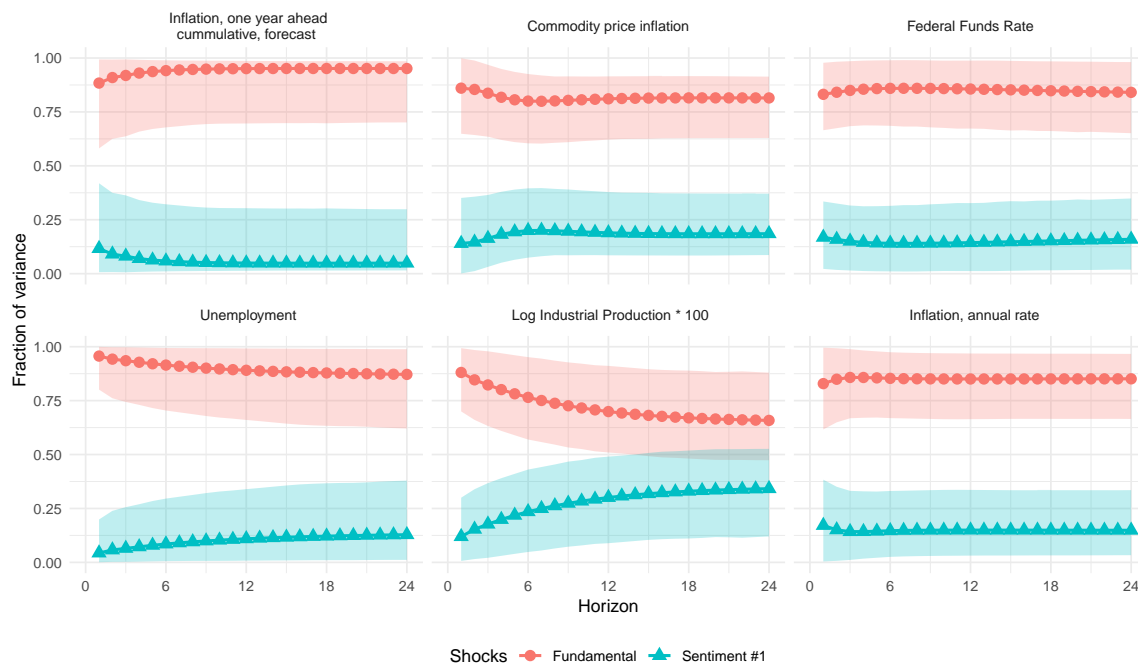 Inflation, one year ahead
cummulative, forecast
Commodity price inflation
Federal Funds Rate
1.00
0.75
0.50
0.25
0.00
Unemployment
Log Industrial Production * 100
Inflation, annual rate
1.00
0.75
0.50
0.25
0.00
0 6 12 18 24
0 6 12 18 24
0 6 12 18 24
Fraction of variance
Horizon
Shocks Fundamental Sentiment #1